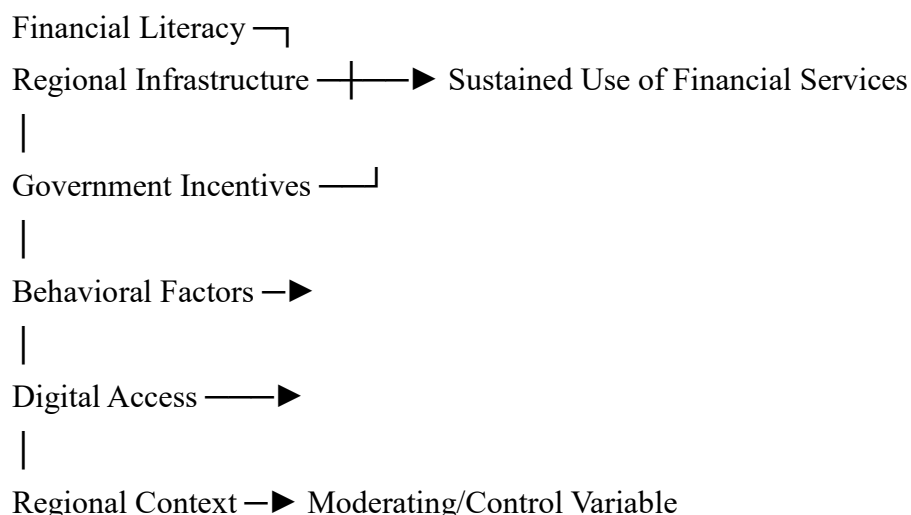 Financial Literacy ──┐
Regional Infrastructure ──┼──► Sustained Use of Financial Services
│
Government Incentives ──┘
│
Behavioral Factors ─►
│
Digital Access ───►
│
Regional Context ─► Moderating/Control Variable